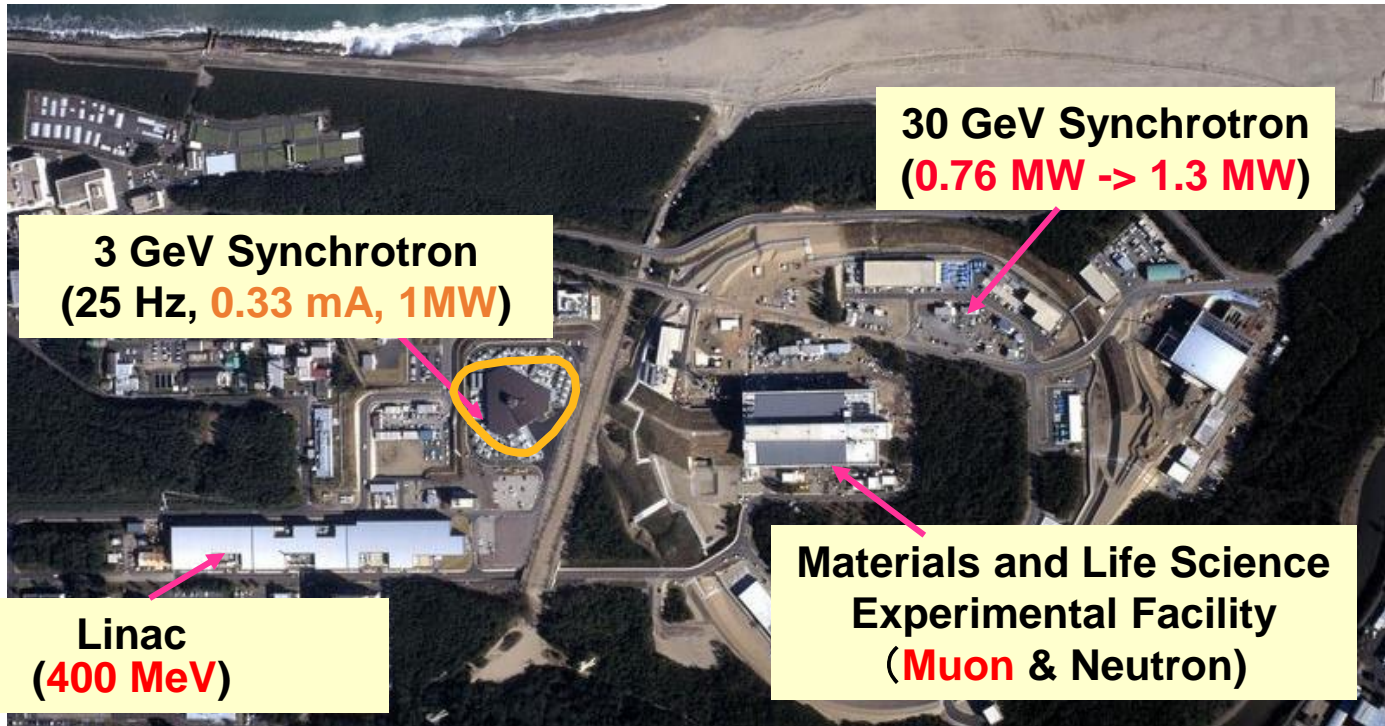 30 GeV Synchrotron
(0.76 MW -> 1.3 MW)
3 GeV Synchrotron
(25 Hz, 0.33 mA, 1MW)
Linac
(400 MeV)
Materials and Life Science
Experimental Facility
（Muon & Neutron)